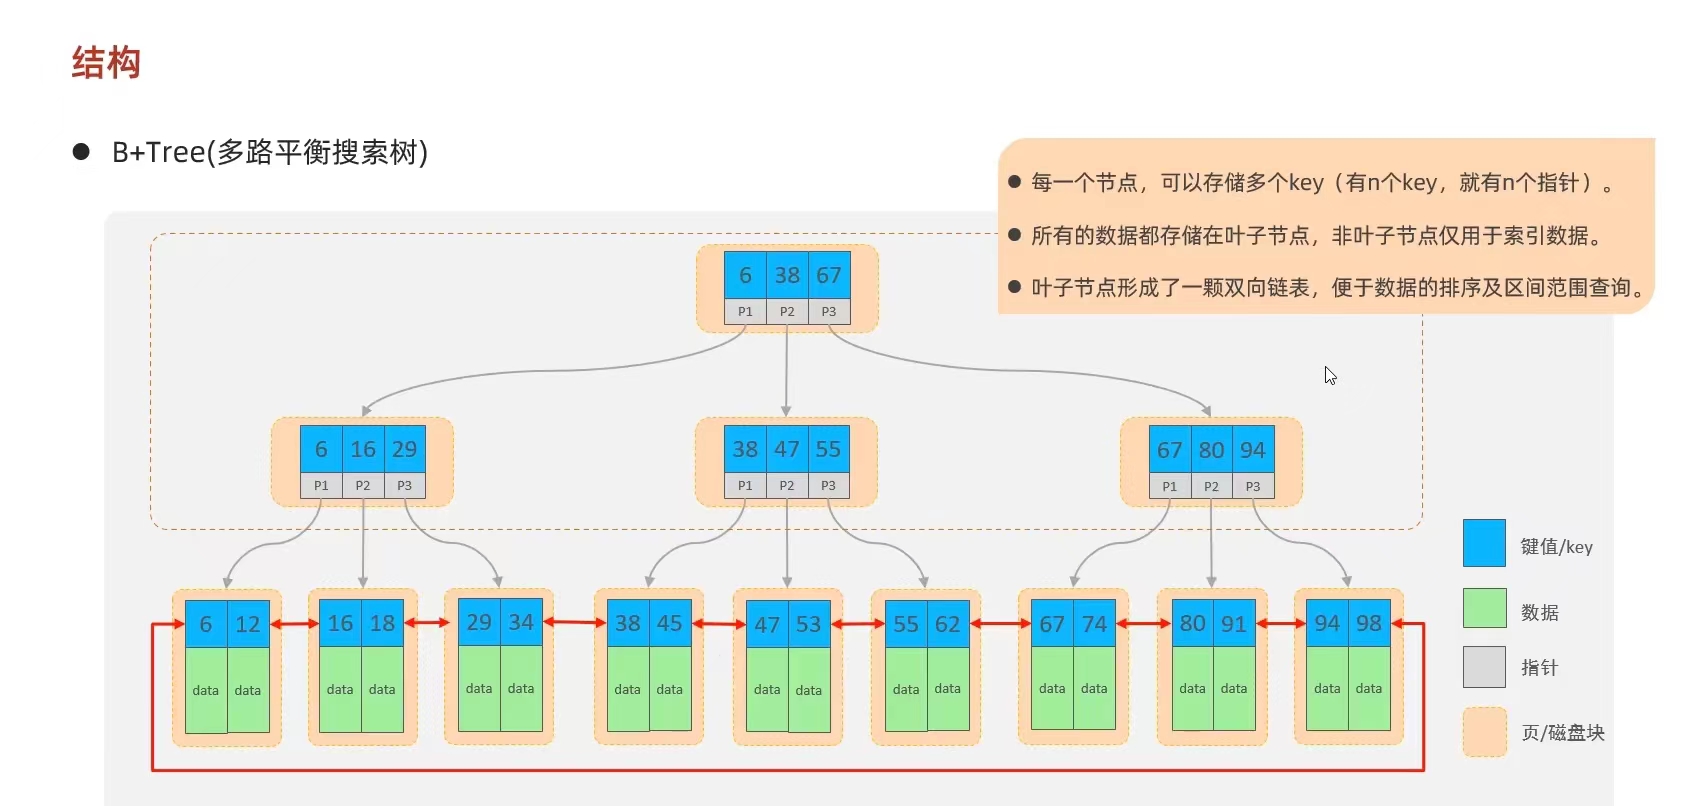 结构
● B+Tree(多路平衡搜索树)
● 每一个节点，可以存储多个key（有n个key，就有n个指针）。
● 所有的数据都存储在叶子节点，非叶子节点仅用于索引数据。
● 叶子节点形成了一颗双向链表，便于数据的排序及区间范围查询。
6 38 67
P1 P2 P3
6 16 29 38 47 55 67 80 94
P1 P2 P3 P1 P2 P3 P1 P2 P3
键值/key
数据
指针
页/磁盘块
6 12 16 18 29 34 38 45 47 53 55 62 67 74 80 91 94 98
data data data data data data data data data data data data data data data data data data